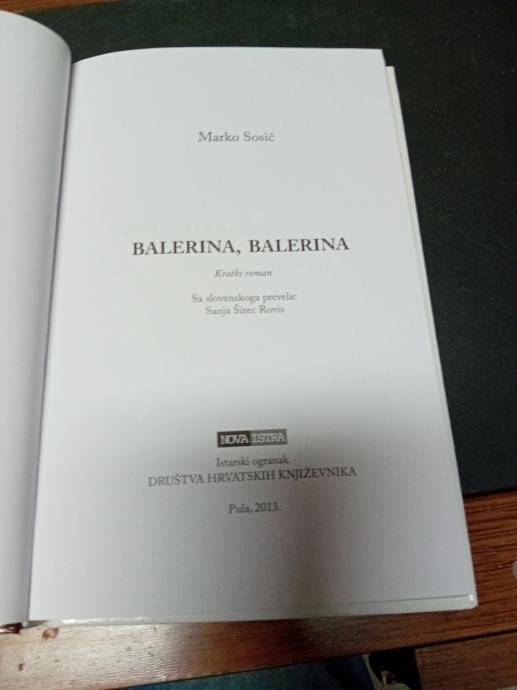 Marko Sosič
BALERINA, BALERINA
Kratki roman
Sa slovenskoga prevela:
Sanja Širec Rovis
NOVA ISTRA
Istarski ogranak
DRUŠTVA HRVATSKIH KNJIŽEVNIKA
Pula, 2013.